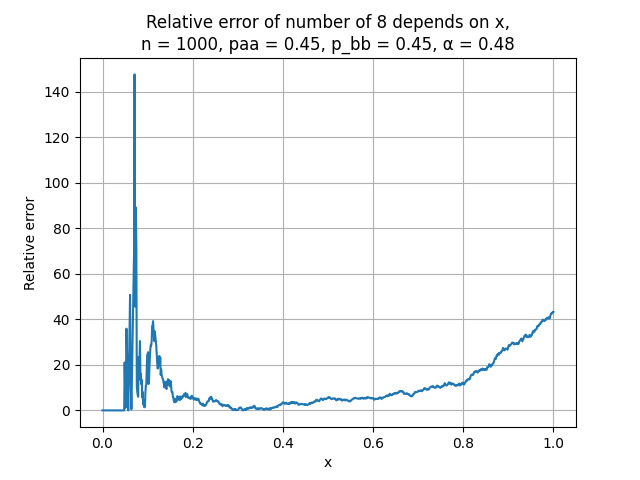 Relative error of number of 8 depends on x,
n = 1000, paa = 0.45, p_bb = 0.45, α = 0.48
140
120
100
80
60
40
20
0
Relative error
0.0 0.2 0.4 0.6 0.8 1.0
x